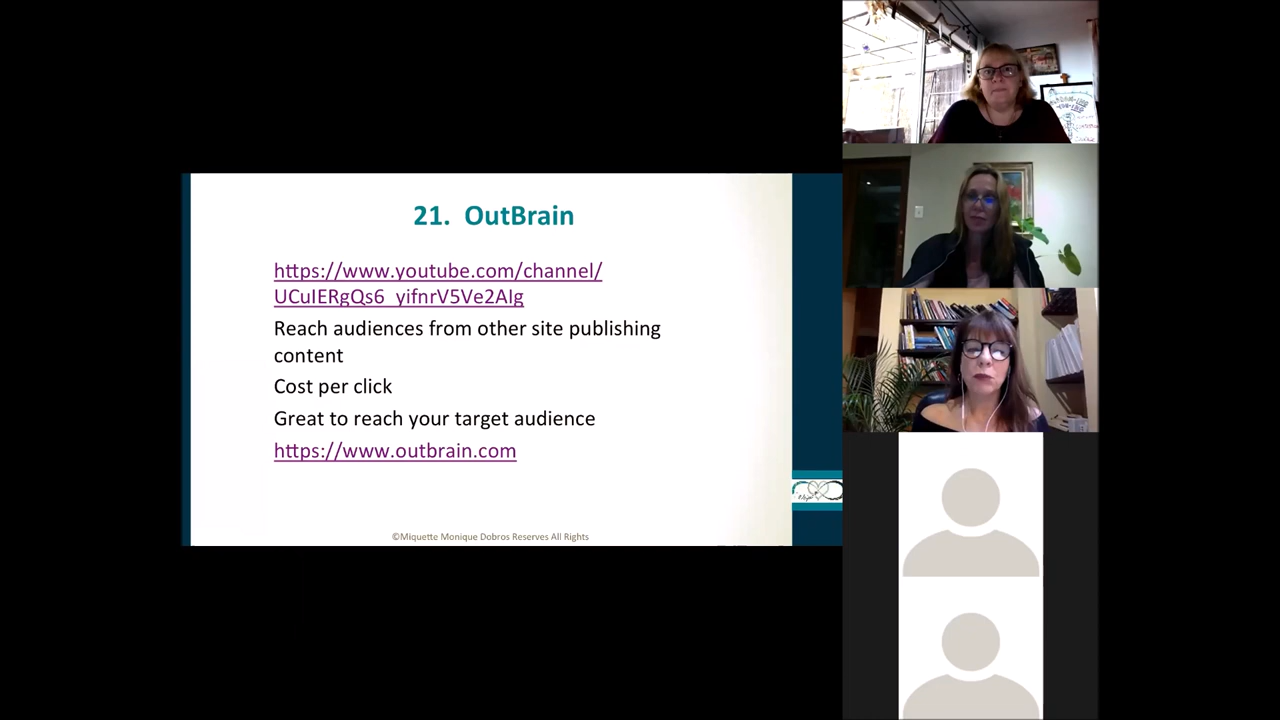 21.  OutBrain
https://www.youtube.com/channel/
UCuIERgQs6_yifnrV5Ve2AIg
Reach audiences from other site publishing
content
Cost per click
Great to reach your target audience
https://www.outbrain.com
©Miquette Monique Dobros Reserves All Rights